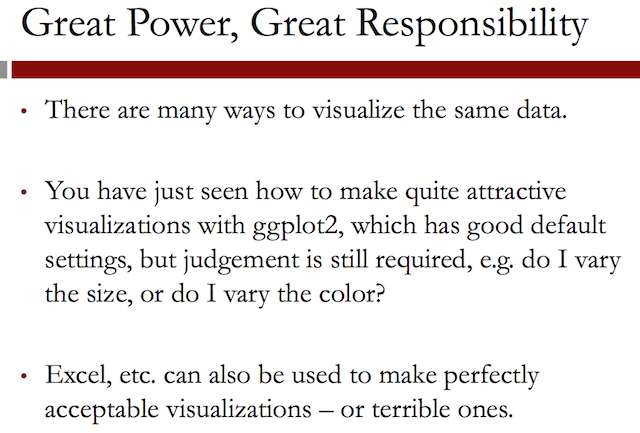 Great Power, Great Responsibility
• There are many ways to visualize the same data.
• You have just seen how to make quite attractive
visualizations with ggplot2, which has good default
settings, but judgement is still required, e.g. do I vary
the size, or do I vary the color?
• Excel, etc. can also be used to make perfectly
acceptable visualizations – or terrible ones.